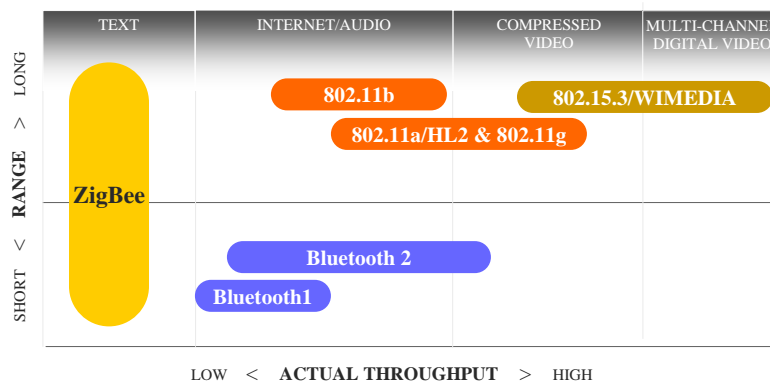 TEXT
INTERNET/AUDIO
COMPRESSED
VIDEO
MULTI-CHANNEL
DIGITAL VIDEO
SHORT < RANGE > LONG
802.11b
802.15.3/WIMEDIA
802.11a/HL2 & 802.11g
ZigBee
Bluetooth 2
Bluetooth1
LOW < ACTUAL THROUGHPUT > HIGH